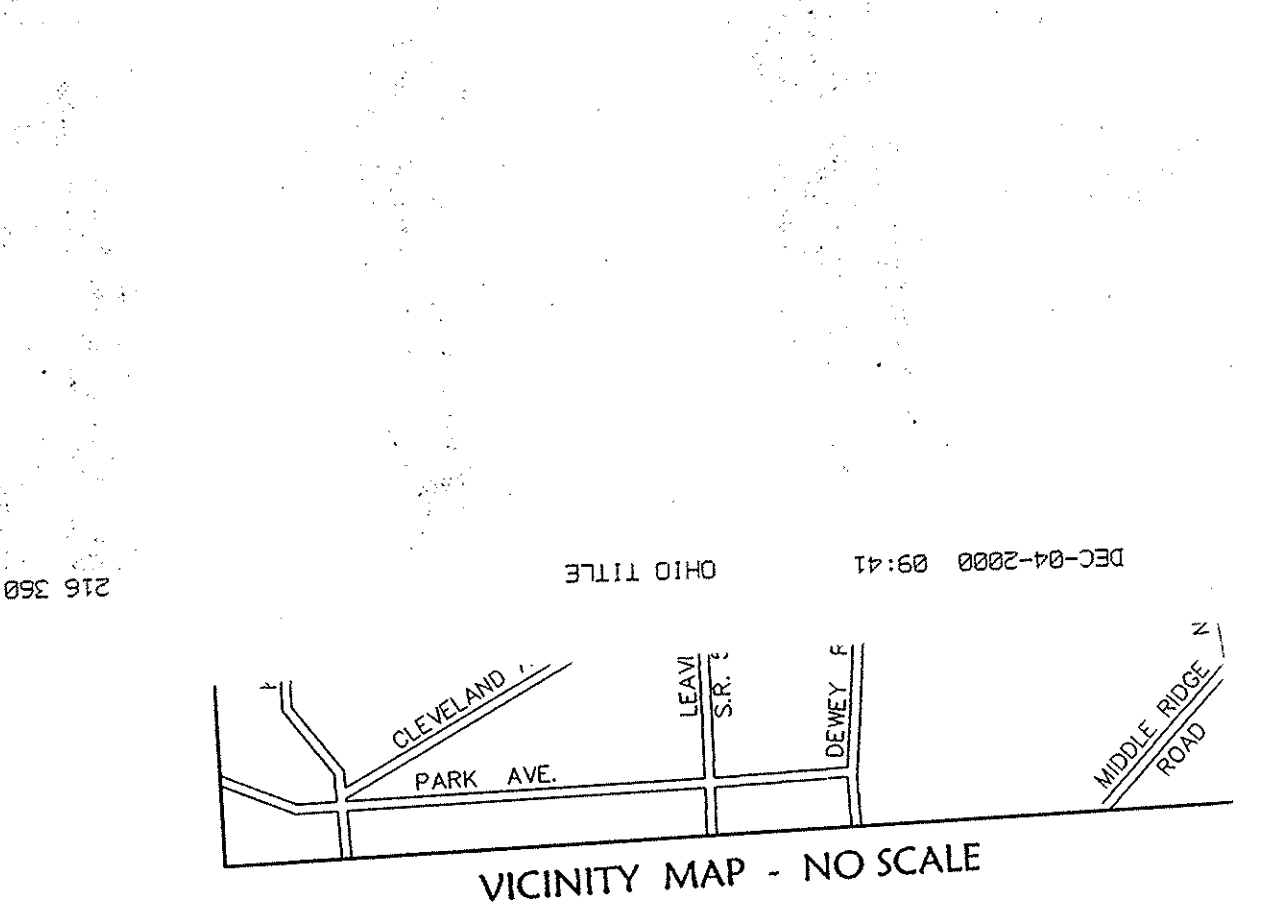 DEC-04-2000 09:41 OHIO TITLE 216 360
N
CLEVELAND
LEAVI
S.R.
DEWEY
MIDDLE RIDGE
ROAD
PARK AVE.
VICINITY MAP - NO SCALE